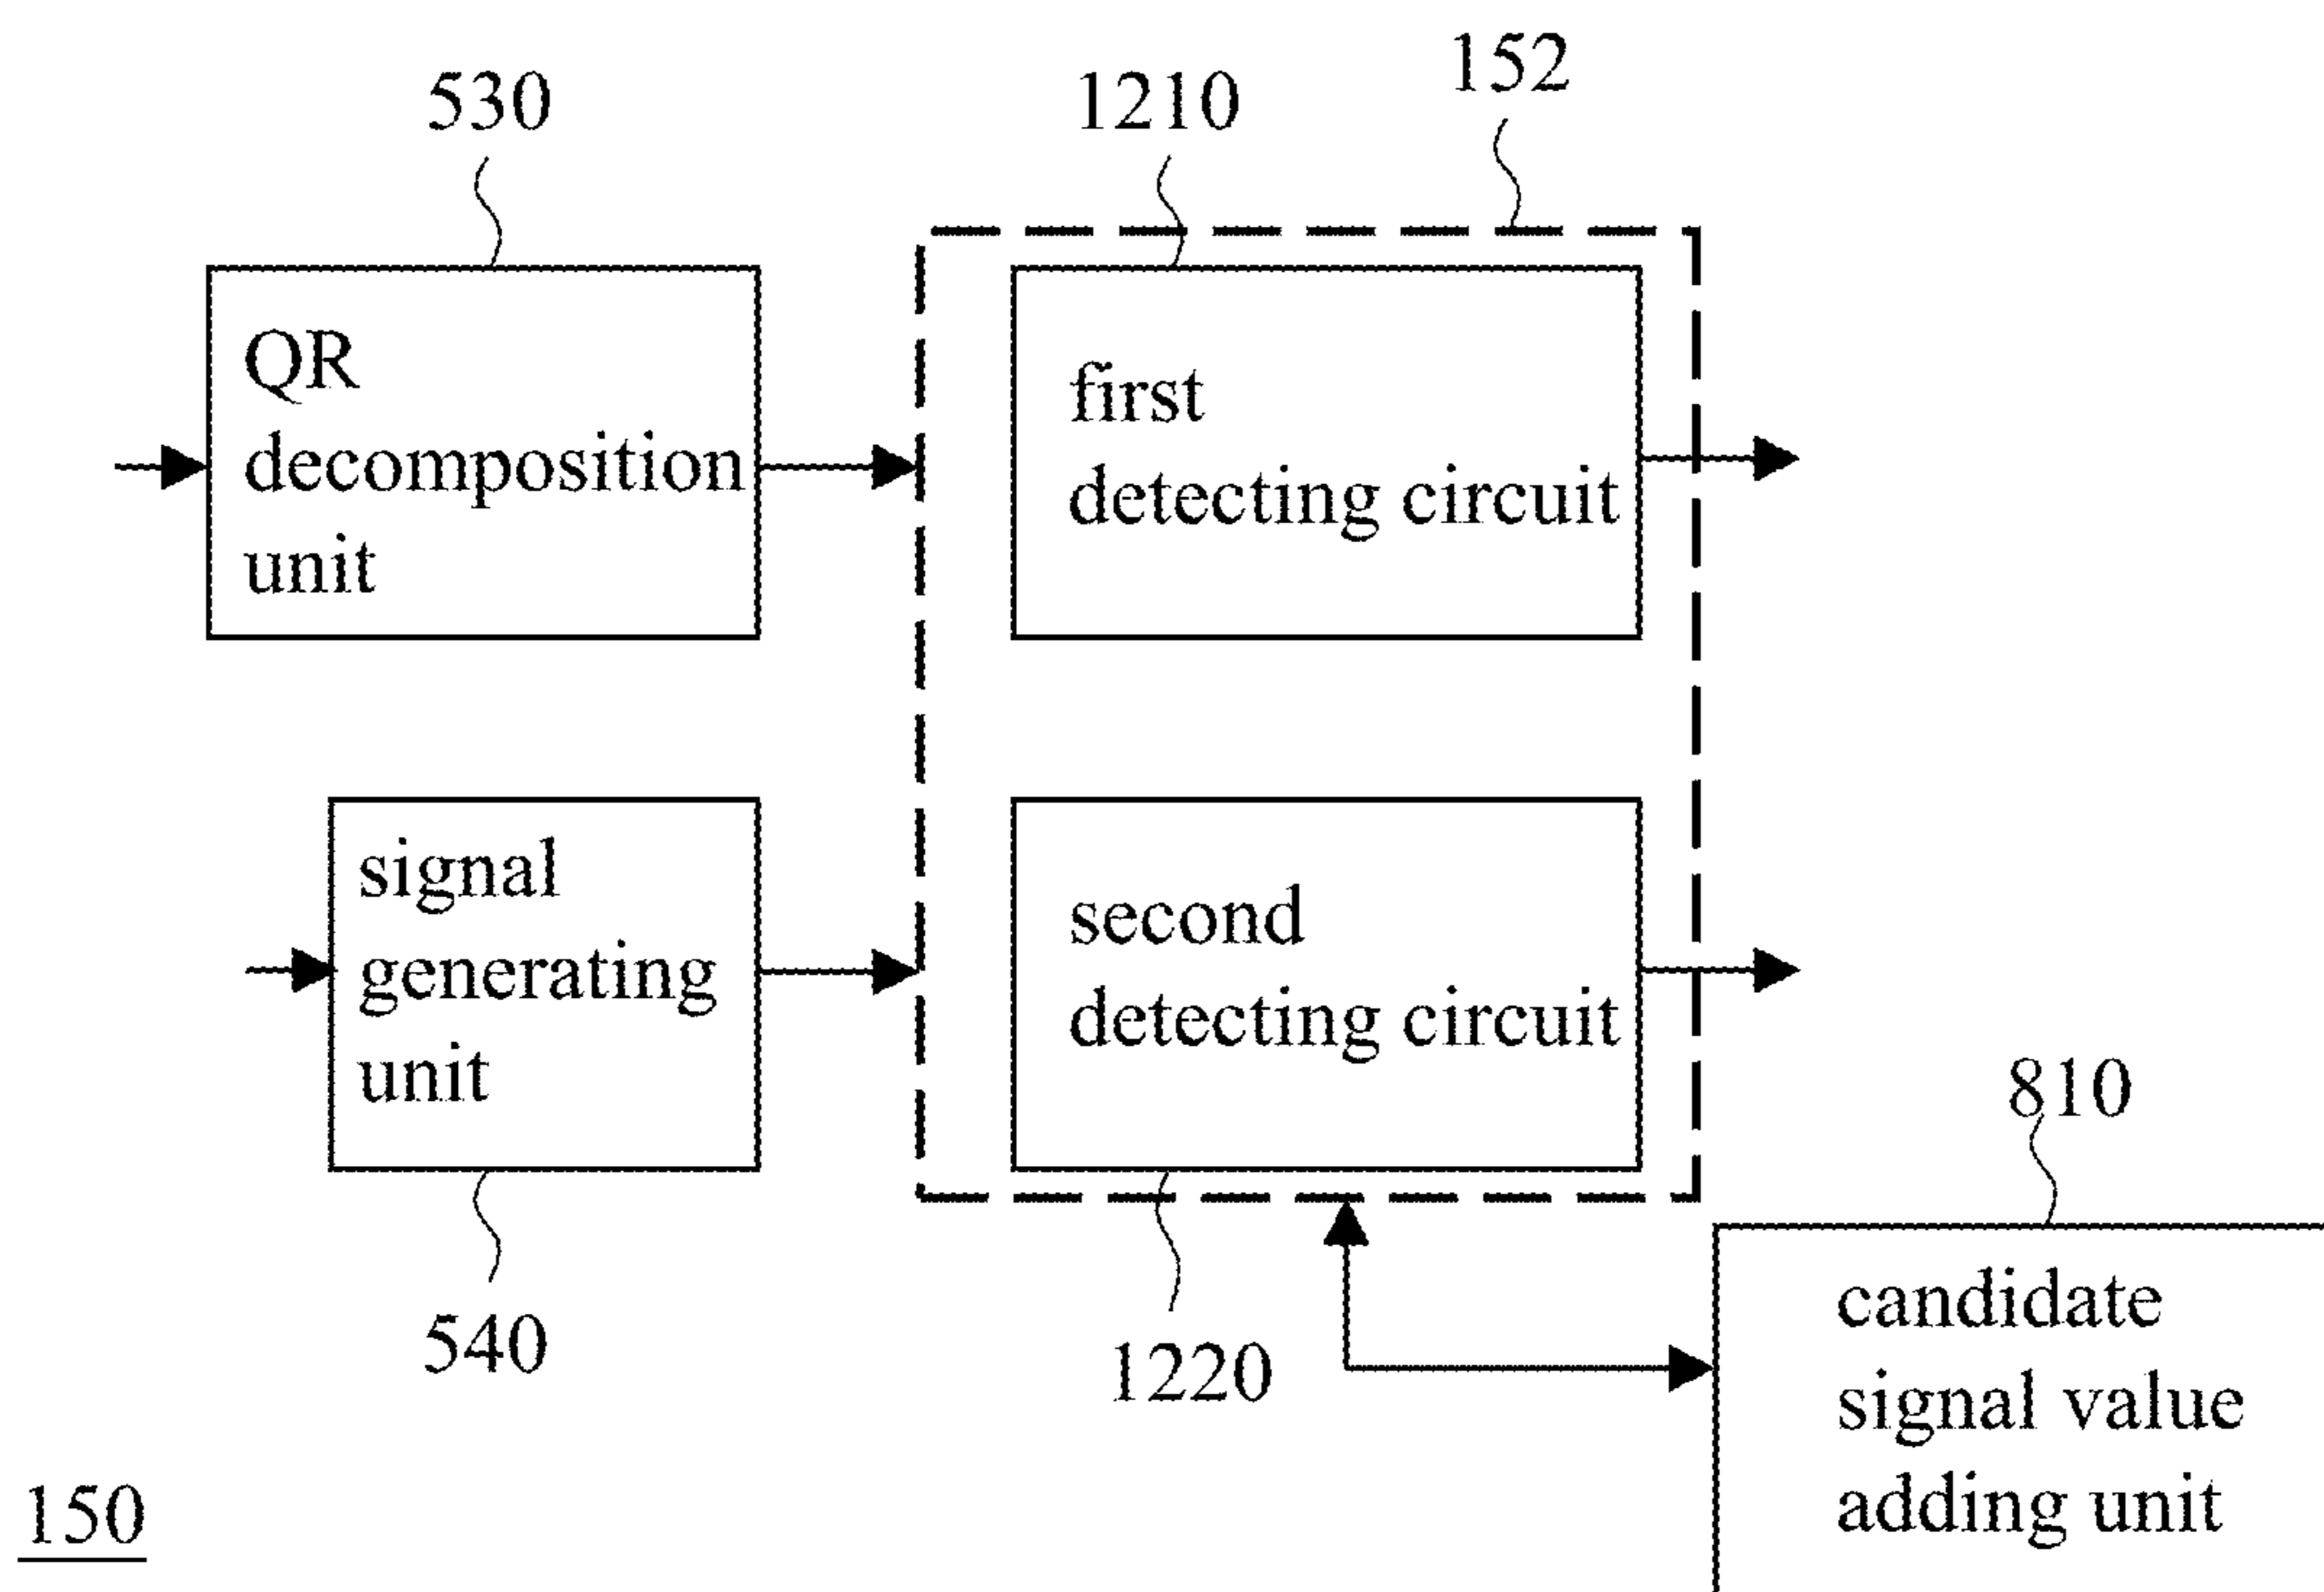 152
530
1210
QR
decomposition
unit
first
detecting circuit
signal
generating
unit
second
detecting circuit
810
540
1220
candidate
signal value
adding unit
150